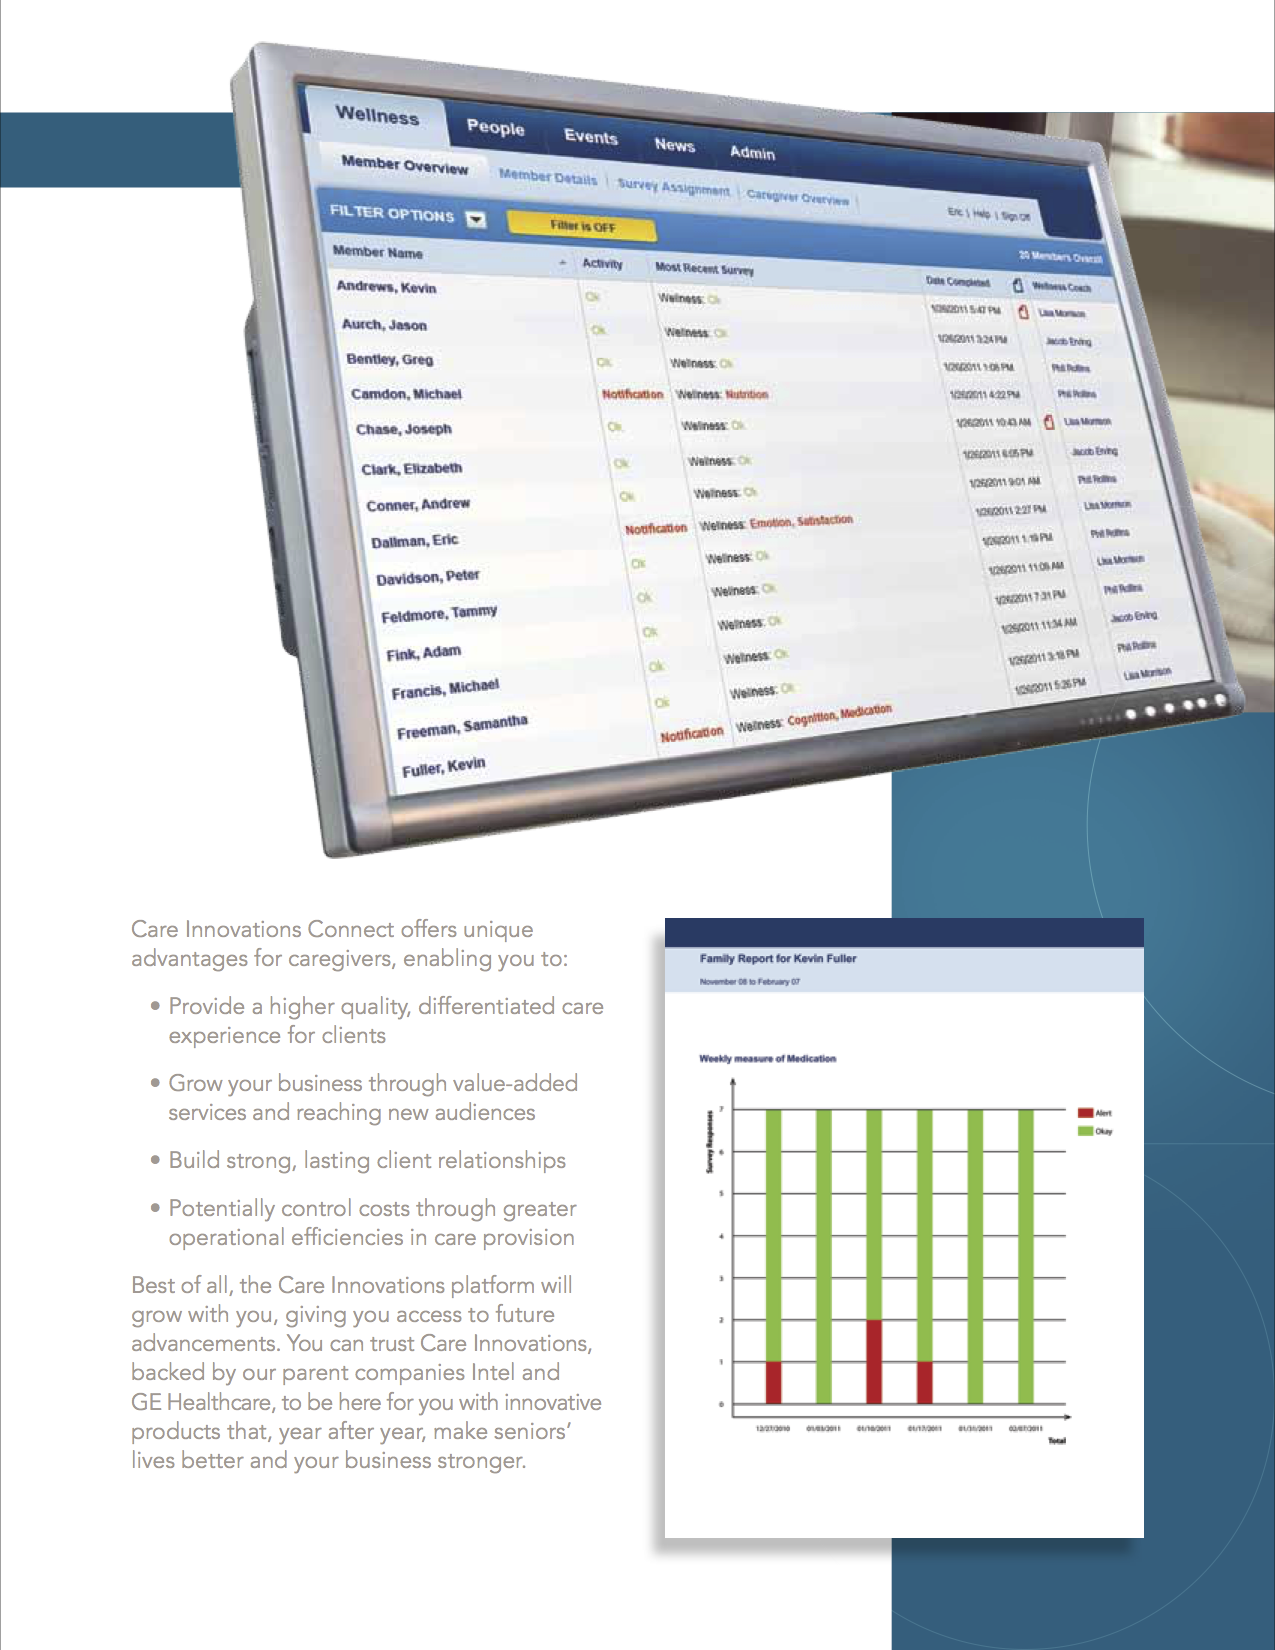 Wellness
People
Events
News
Admin
Member Overview
Member Details | Survey Assignment | Caregiver Overview |
Eric | Help | Sign Off
FILTER OPTIONS
Filter is OFF
20 Members Overall
Member Name Activity Most Recent Survey Date Completed Wellness Coach
Andrews, Kevin Ok Wellness: Ok 1/26/2011 5:47 PM Lisa Morrison
Aurch, Jason Ok Wellness: Ok 1/26/2011 3:24 PM Jacob Erving
Bentley, Greg Ok Wellness: Ok 1/26/2011 1:08 PM Phil Rollins
Camdon, Michael Notification Wellness: Nutrition 1/26/2011 4:22 PM Phil Rollins
Chase, Joseph Ok Wellness: Ok 1/26/2011 10:43 AM Lisa Morrison
Clark, Elizabeth Ok Wellness: Ok 1/26/2011 6:05 PM Jacob Erving
Conner, Andrew Ok Wellness: Ok 1/26/2011 9:01 AM Phil Rollins
Dallman, Eric Notification Wellness: Emotion, Satisfaction 1/26/2011 2:27 PM Lisa Morrison
Davidson, Peter Ok Wellness: Ok 1/26/2011 1:19 PM Phil Rollins
Feldmore, Tammy Ok Wellness: Ok 1/26/2011 11:09 AM Lisa Morrison
Fink, Adam Ok Wellness: Ok 1/26/2011 7:31 PM Phil Rollins
Francis, Michael Ok Wellness: Ok 1/26/2011 11:34 AM Jacob Erving
Freeman, Samantha Ok Wellness: Ok 1/26/2011 3:18 PM Phil Rollins
Fuller, Kevin Notification Wellness: Cognition, Medication 1/26/2011 5:26 PM Lisa Morrison
Care Innovations Connect offers unique
advantages for caregivers, enabling you to:
• Provide a higher quality, differentiated care
experience for clients
• Grow your business through value-added
services and reaching new audiences
• Build strong, lasting client relationships
• Potentially control costs through greater
operational efficiencies in care provision
Best of all, the Care Innovations platform will
grow with you, giving you access to future
advancements. You can trust Care Innovations,
backed by our parent companies Intel and
GE Healthcare, to be here for you with innovative
products that, year after year, make seniors’
lives better and your business stronger.
Family Report for Kevin Fuller
November 08 to February 07
Weekly measure of Medication
Survey Responses
7
6
5
4
3
2
1
0
12/27/2010 01/03/2011 01/10/2011 01/17/2011 01/31/2011 02/07/2011
Total
Alert
Okay